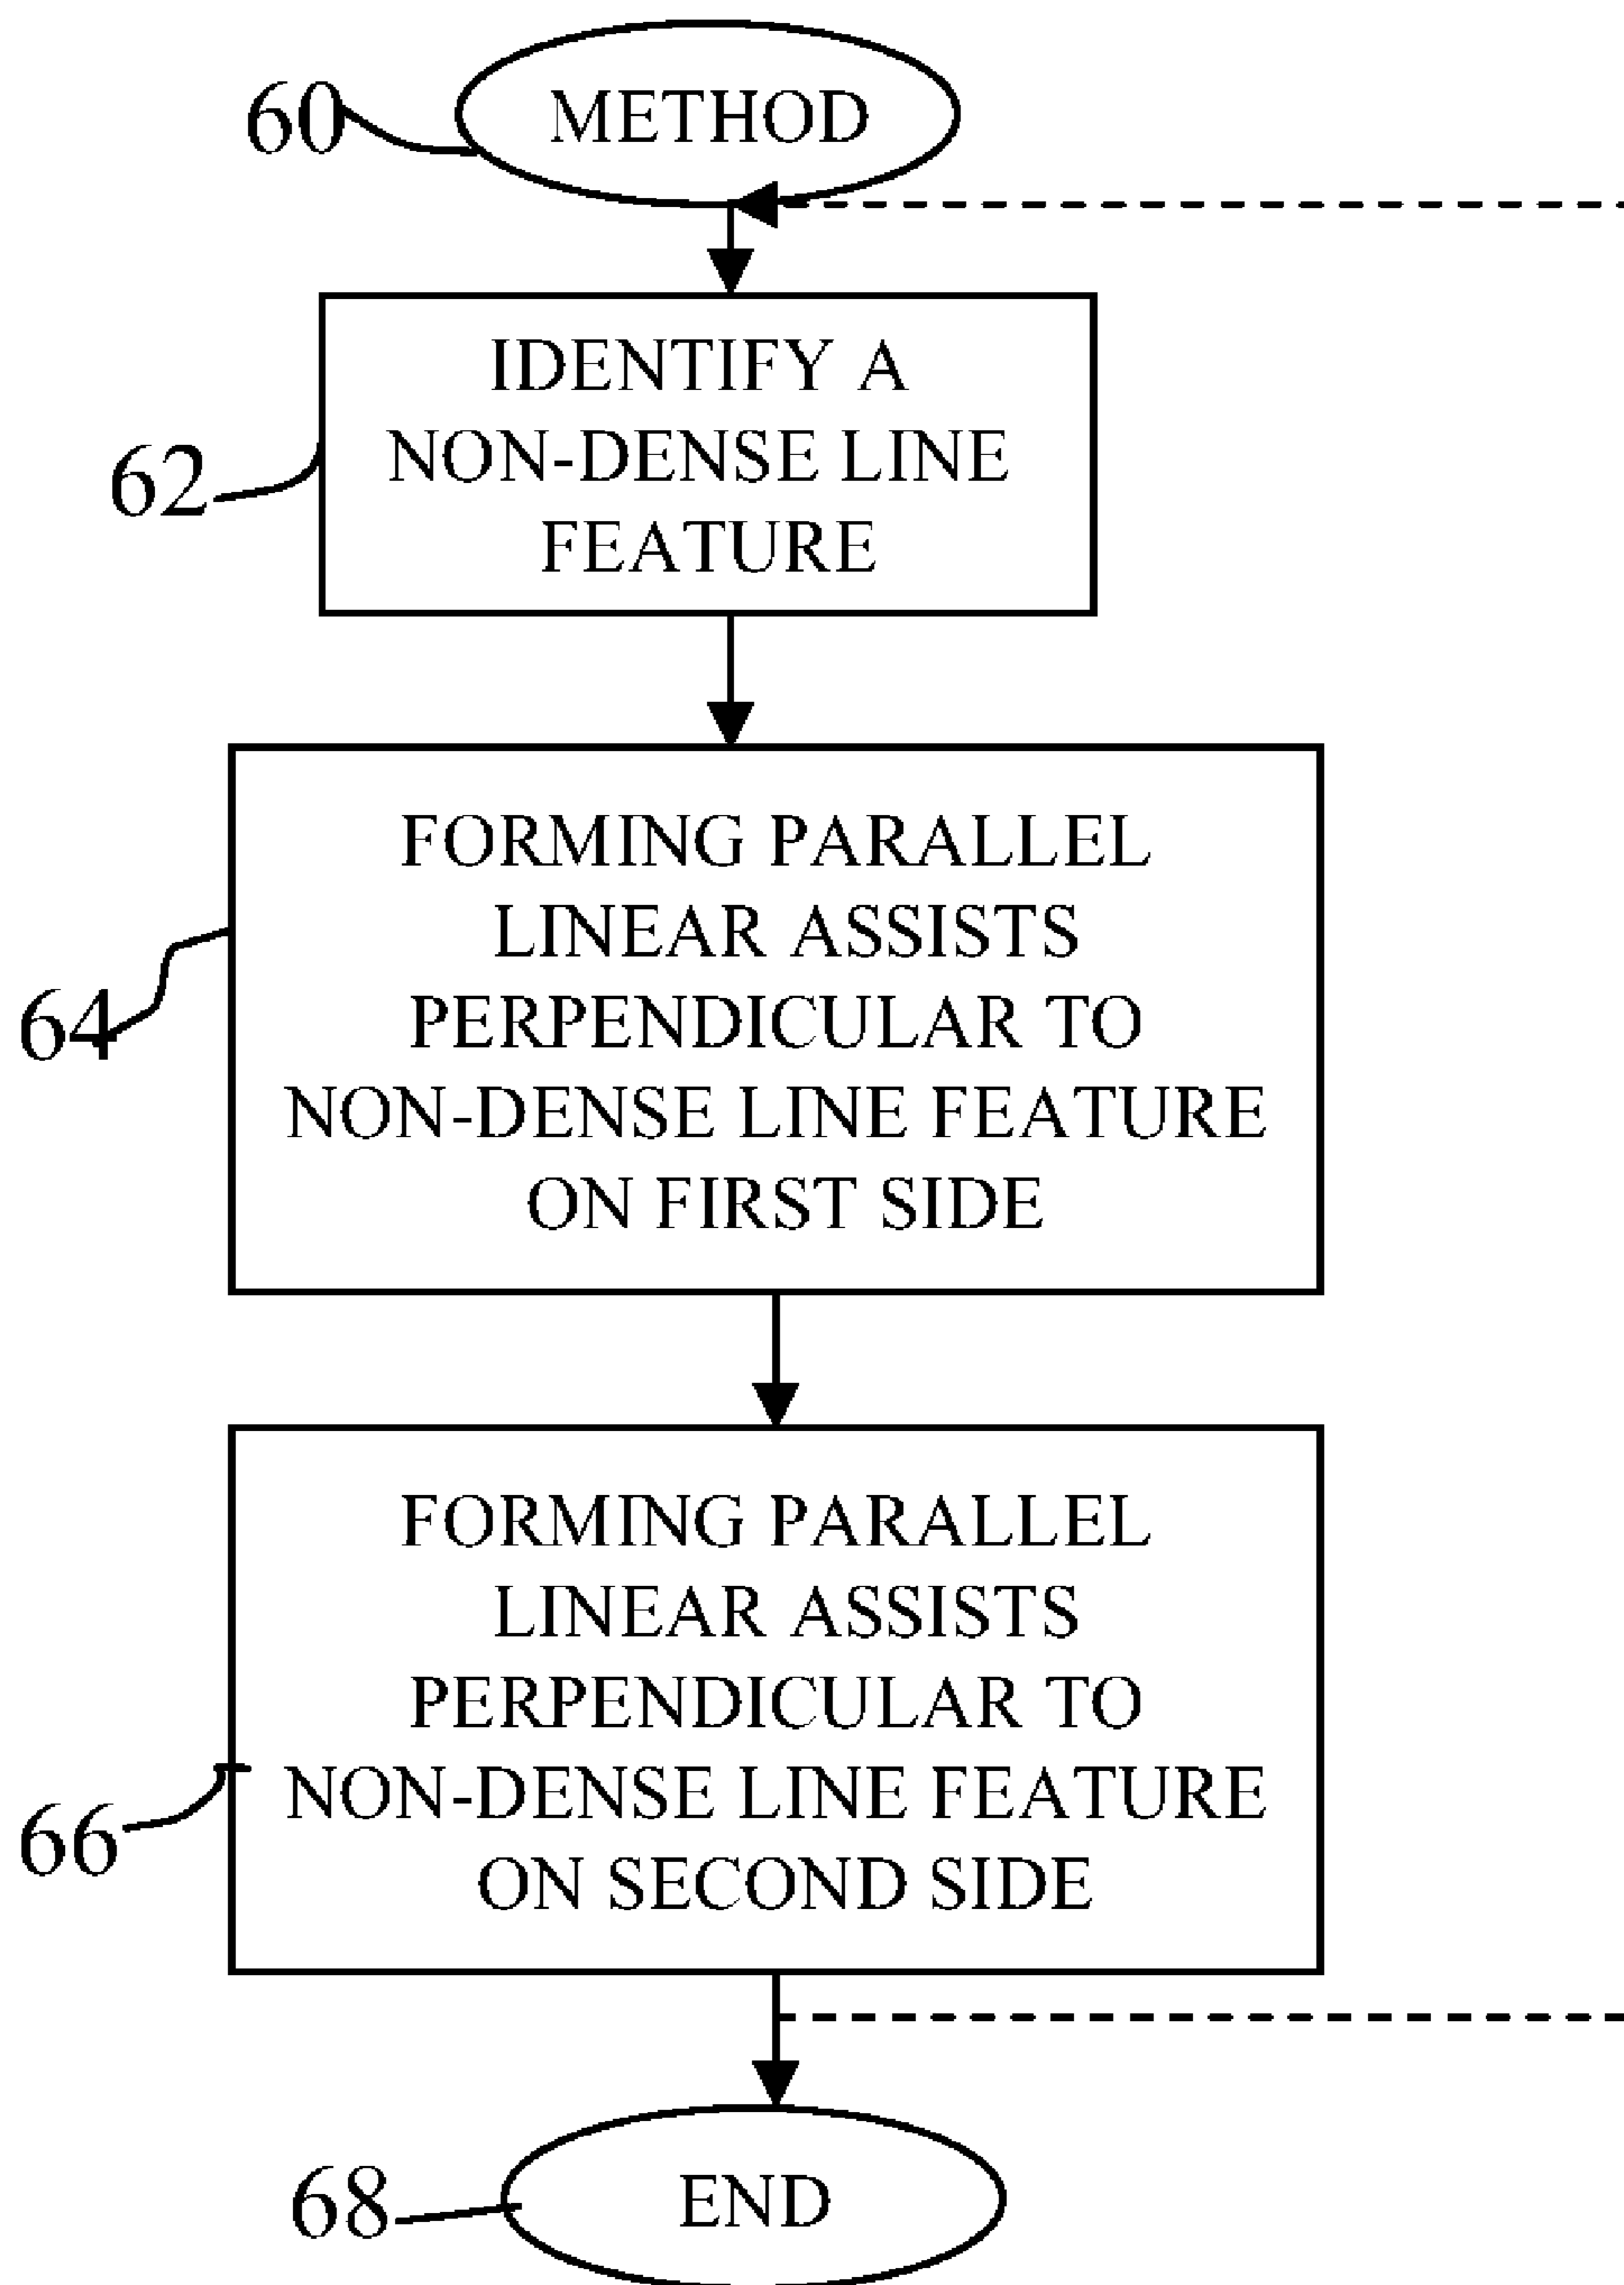 60
METHOD
62
IDENTIFY A
NON-DENSE LINE
FEATURE
64
FORMING PARALLEL
LINEAR ASSISTS
PERPENDICULAR TO
NON-DENSE LINE FEATURE
ON FIRST SIDE
66
FORMING PARALLEL
LINEAR ASSISTS
PERPENDICULAR TO
NON-DENSE LINE FEATURE
ON SECOND SIDE
68
END